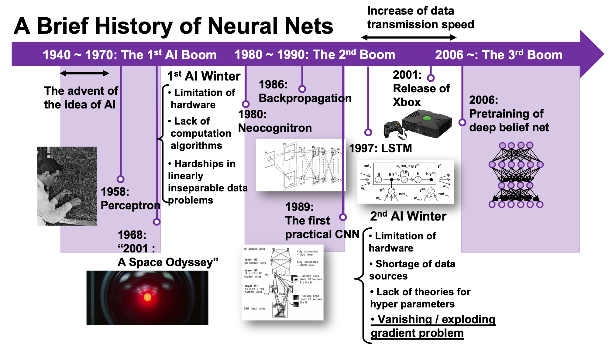 A Brief History of Neural Nets
Increase of data
transmission speed
1940 ~ 1970: The 1st AI Boom
1980 ~ 1990: The 2nd Boom
2006 ~: The 3rd Boom
The advent of
the idea of AI
1st AI Winter
• Limitation of
hardware
• Lack of
computation
algorithms
• Hardships in
linearly
inseparable data
problems
1958:
Perceptron
1968:
“2001 :
A Space Odyssey”
1986:
Backpropagation
1980:
Neocognitron
1989:
The first
practical CNN
1997: LSTM
2001:
Release of
Xbox
2006:
Pretraining of
deep belief net
2nd AI Winter
• Limitation of
hardware
• Shortage of data
sources
• Lack of theories for
hyper parameters
• Vanishing / exploding
gradient problem